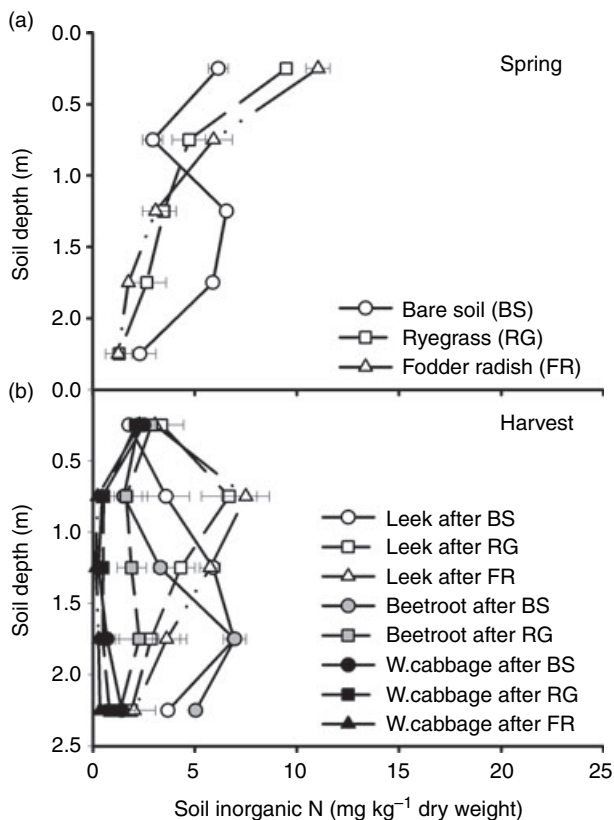 (a)
0.0
0.5
1.0
1.5
2.0
Soil depth (m)
Spring
Bare soil (BS)
Ryegrass (RG)
Fodder radish (FR)
(b)
0.0
0.5
1.0
1.5
2.0
2.5
Soil depth (m)
Harvest
Leek after BS
Leek after RG
Leek after FR
Beetroot after BS
Beetroot after RG
W.cabbage after BS
W.cabbage after RG
W.cabbage after FR
0 5 10 15 20 25
Soil inorganic N (mg kg⁻¹ dry weight)